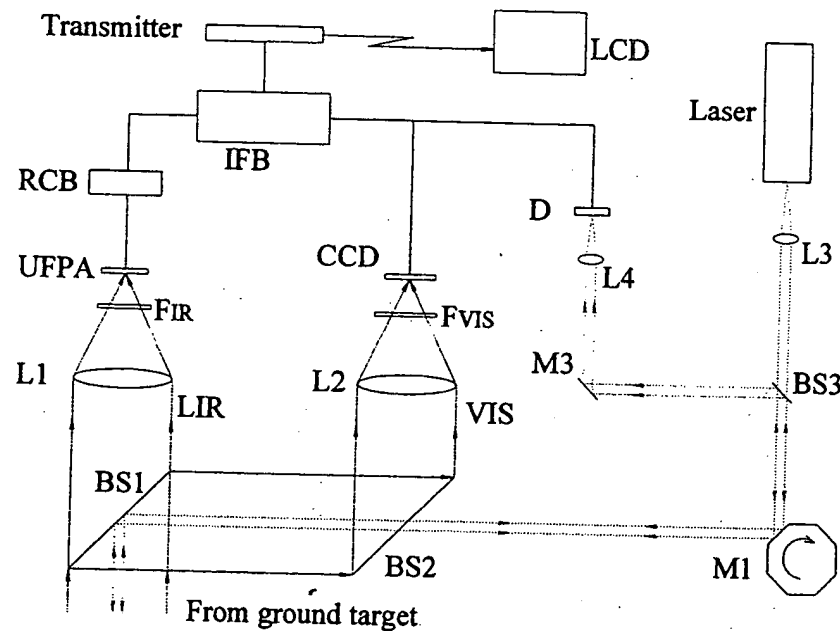 Transmitter
LCD
Laser
IFB
RCB
D
UFPA
CCD
L3
L4
FIR
FVIS
M3
BS3
L1
L2
LIR
VIS
BS1
BS2
M1
From ground target